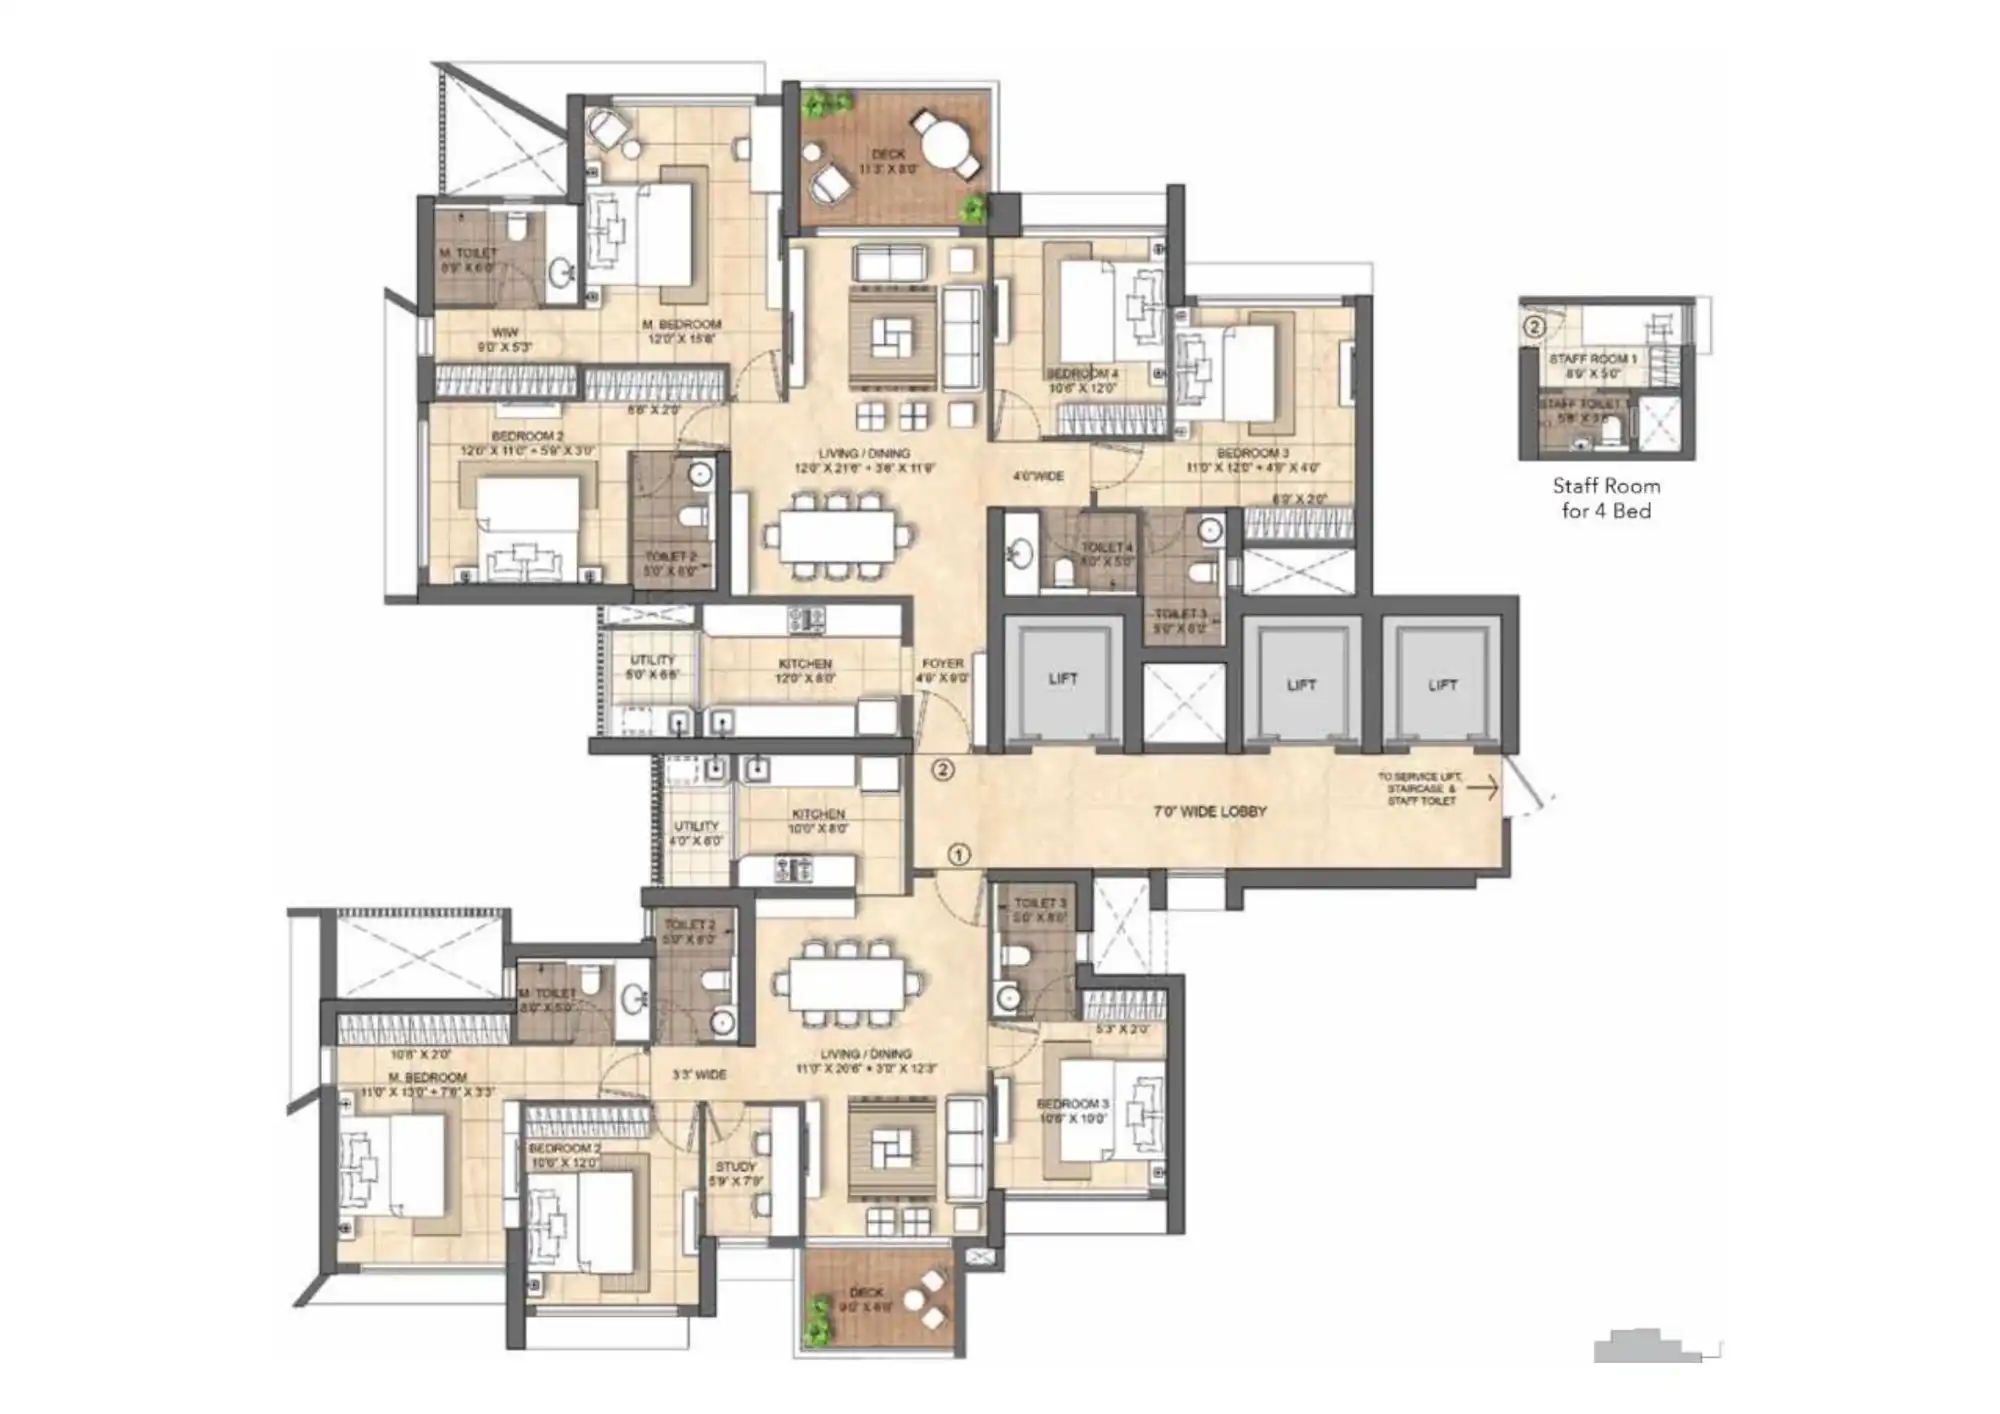 DECK
11'3" X 8'0"
M. TOILET
8'9" X 6'0"
WIW
9'0" X 5'3"
M. BEDROOM
12'0" X 15'8"
BEDROOM 4
10'6" X 12'0"
2
STAFF ROOM 1
8'9" X 5'0"
STAFF TOILET 1
Staff Room
for 4 Bed
8'6" X 2'0"
BEDROOM 2
12'0" X 11'0" + 5'9" X 3'0"
LIVING / DINING
12'0" X 21'6" + 3'6" X 11'9"
4'0"WIDE
BEDROOM 3
11'0" X 12'0" + 4'9" X 4'0"
6'0" X 2'0"
TOILET 2
5'0" X 8'0"
TOILET 4
8'0" X 5'0"
TOILET 3
5'0" X 8'0"
UTILITY
5'0" X 6'6"
KITCHEN
12'0" X 8'0"
FOYER
4'9" X 9'0"
LIFT
LIFT
LIFT
2
TO SERVICE LIFT,
STAIRCASE &
STAFF TOILET
7'0" WIDE LOBBY
1
UTILITY
4'0" X 8'0"
KITCHEN
10'0" X 8'0"
TOILET 3
5'0" X 8'0"
TOILET 2
5'0" X 8'0"
M. TOILET
8'0" X 5'0"
10'8" X 2'0"
M. BEDROOM
11'0" X 13'0" + 7'6" X 3'3"
3'3" WIDE
LIVING / DINING
11'0" X 20'6" + 3'0" X 12'3"
5'3" X 2'0"
BEDROOM 3
10'6" X 10'0"
BEDROOM 2
10'6" X 12'0"
STUDY
5'9" X 7'9"
DECK
9'0" X 6'9"